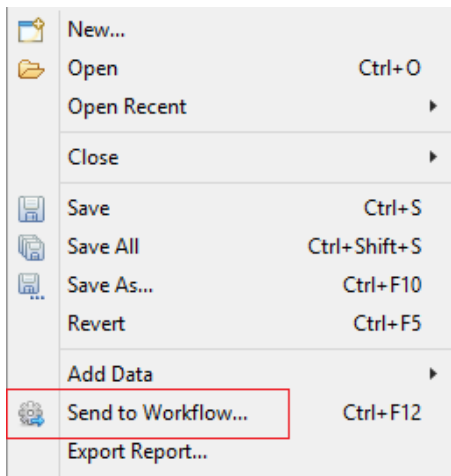 New...
Open Ctrl+O
Open Recent
Close
Save Ctrl+S
Save All Ctrl+Shift+S
Save As... Ctrl+F10
Revert Ctrl+F5
Add Data
Send to Workflow... Ctrl+F12
Export Report...